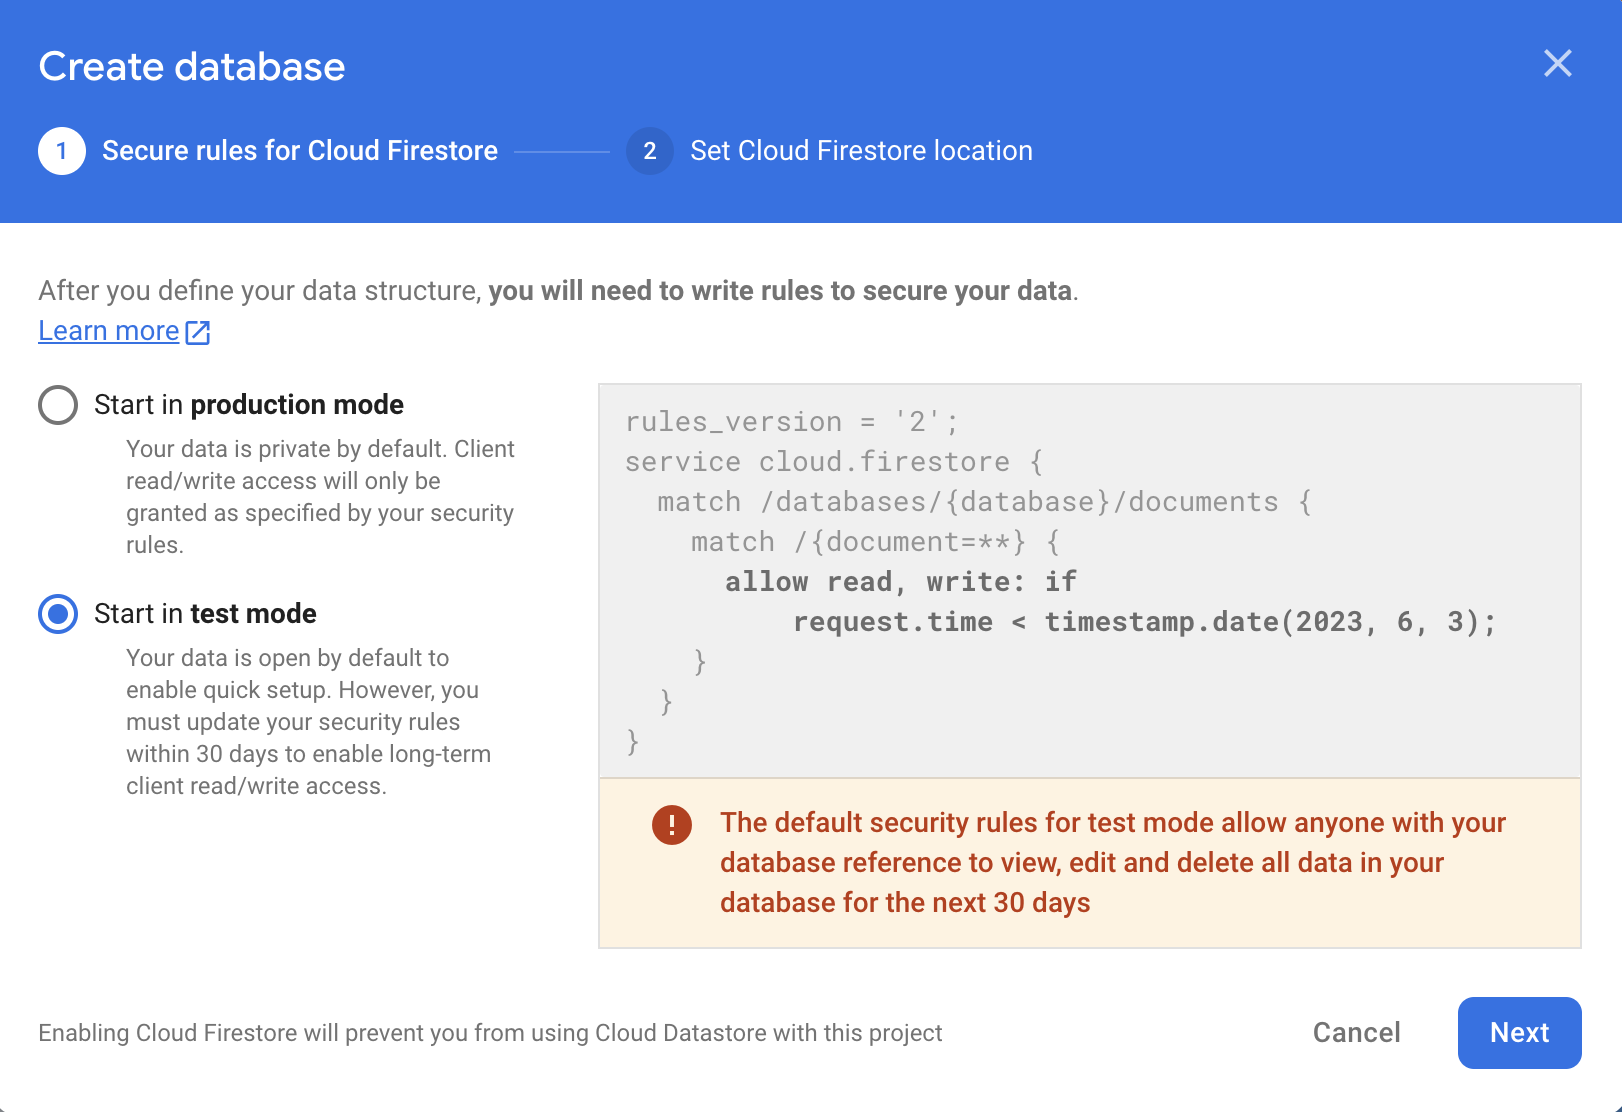 Create database
1 Secure rules for Cloud Firestore 2 Set Cloud Firestore location
After you define your data structure, you will need to write rules to secure your data.
Learn more
Start in production mode
Your data is private by default. Client
read/write access will only be
granted as specified by your security
rules.
Start in test mode
Your data is open by default to
enable quick setup. However, you
must update your security rules
within 30 days to enable long-term
client read/write access.
rules_version = '2';
service cloud.firestore {
  match /databases/{database}/documents {
    match /{document=**} {
      allow read, write: if
          request.time < timestamp.date(2023, 6, 3);
    }
  }
}
The default security rules for test mode allow anyone with your
database reference to view, edit and delete all data in your
database for the next 30 days
Enabling Cloud Firestore will prevent you from using Cloud Datastore with this project
Cancel
Next